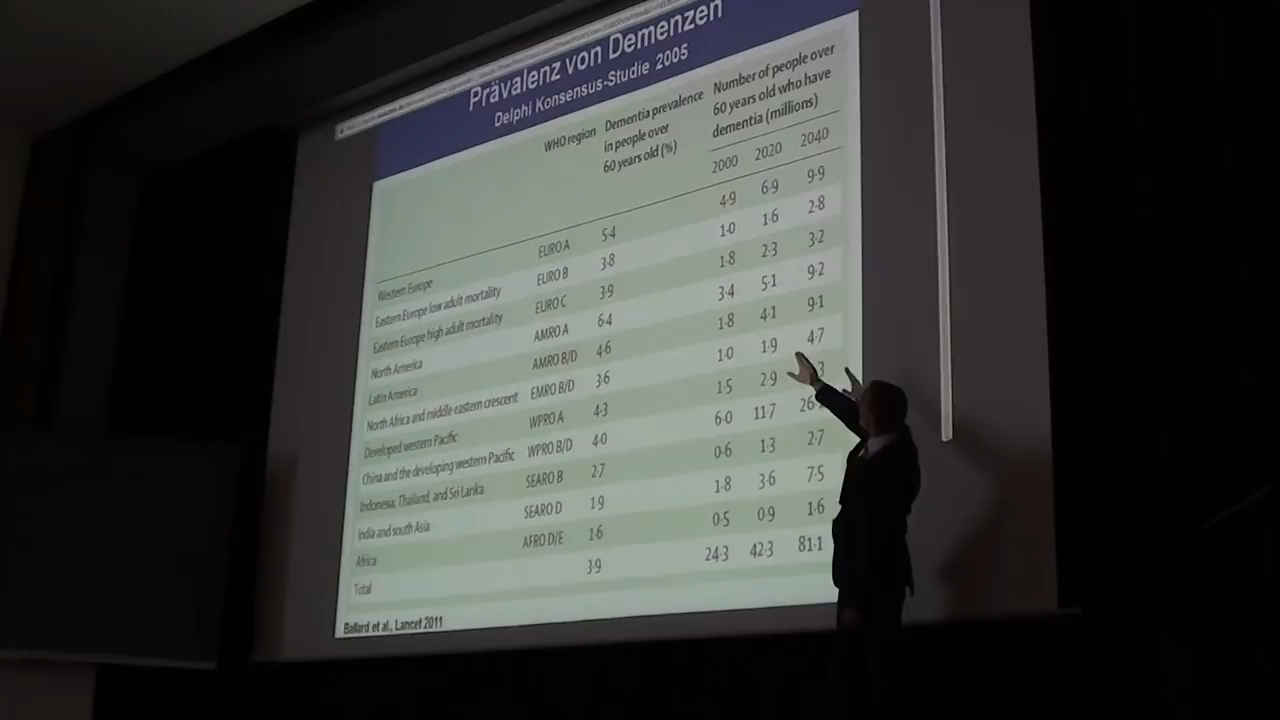 Prävalenz von Demenzen
Delphi Konsensus-Studie 2005
WHO region Dementia prevalence in people over 60 years old (%) Number of people over 60 years old who have dementia (millions)
2000 2020 2040
Western Europe EURO A 5·4 4·9 6·9 9·9
Eastern Europe low adult mortality EURO B 3·8 1·0 1·6 2·8
Eastern Europe high adult mortality EURO C 3·9 1·8 2·3 3·2
North America AMRO A 6·4 3·4 5·1 9·2
Latin America AMRO B/D 4·6 1·8 4·1 9·1
North Africa and middle eastern crescent EMRO B/D 3·6 1·0 1·9 4·7
Developed western Pacific WPRO A 4·3 1·5 2·9
China and the developing western Pacific WPRO B/D 4·0 6·0 11·7
Indonesia, Thailand, and Sri Lanka SEARO B 2·7 0·6 1·3 2·7
India and south Asia SEARO D 1·9 1·8 3·6 7·5
Africa AFRO D/E 1·6 0·5 0·9 1·6
Total 3·9 24·3 42·3 81·1
Ballard et al., Lancet 2011